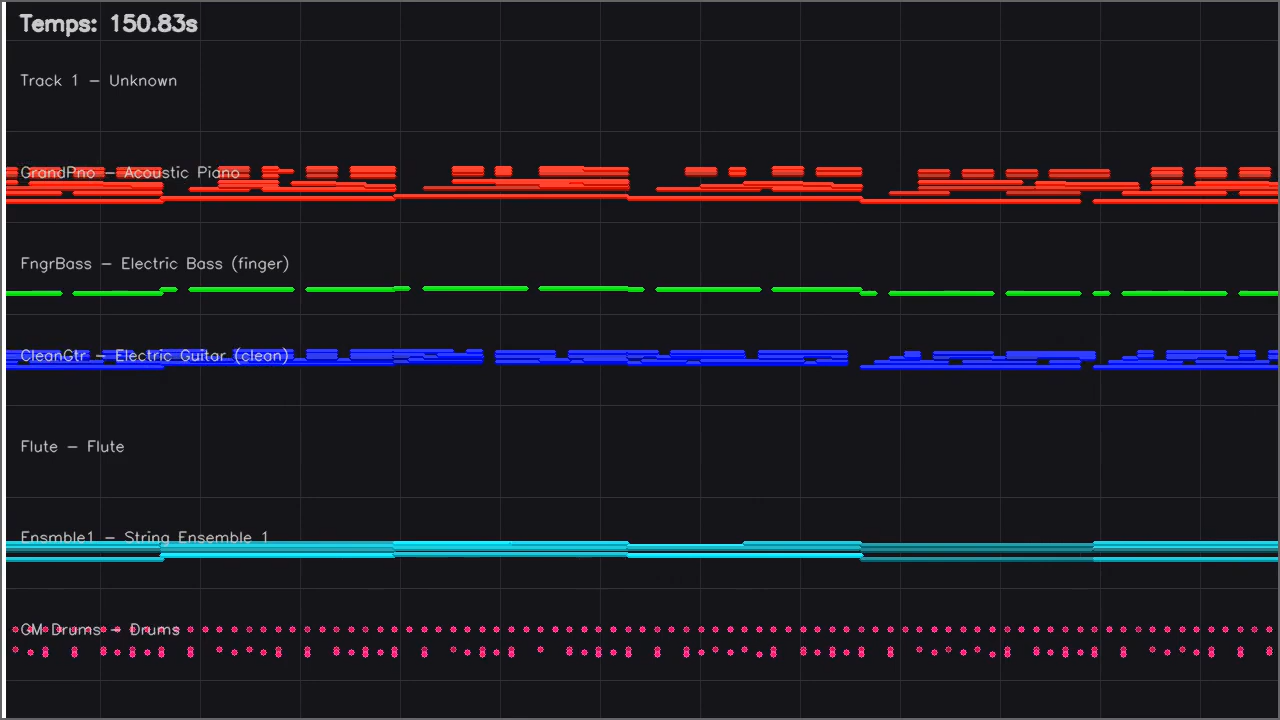 Temps: 150.83s
Track 1 - Unknown
GrandPno - Acoustic Piano
FngrBass - Electric Bass (finger)
CleanGtr - Electric Guitar (clean)
Flute - Flute
Ensmble1 - String Ensemble 1
GM Drums - Drums